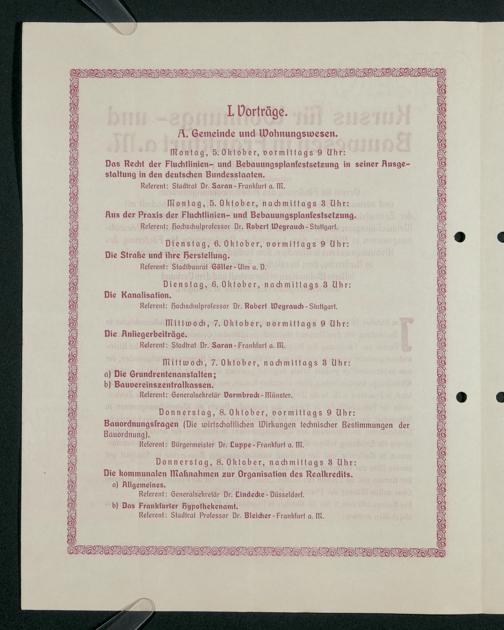 I. Vorträge.
A. Gemeinde und Wohnungswesen.
Montag, 5. Oktober, vormittags 9 Uhr:
Das Recht der Fluchtlinien- und Bebauungsplanfestsetzung in seiner Ausge-
staltung in den deutschen Bundesstaaten.
Referent: Stadtrat Dr. Saran - Frankfurt a. M.
Montag, 5. Oktober, nachmittags 3 Uhr:
Aus der Praxis der Fluchtlinien- und Bebauungsplanfestsetzung.
Referent: Hochschulprofessor Dr. Robert Weyrauch - Stuttgart.
Dienstag, 6. Oktober, vormittags 9 Uhr:
Die Straße und ihre Herstellung.
Referent: Stadtbaurat Göller - Ulm a. D.
Dienstag, 6. Oktober, nachmittags 3 Uhr:
Die Kanalisation.
Referent: Hochschulprofessor Dr. Robert Weyrauch - Stuttgart.
Mittwoch, 7. Oktober, vormittags 9 Uhr:
Die Anliegerbeiträge.
Referent: Stadtrat Dr. Saran - Frankfurt a. M.
Mittwoch, 7. Oktober, nachmittags 3 Uhr:
a) Die Grundrentenanstalten;
b) Bauvereinszentralkassen.
Referent: Generalsekretär Vormbrock - Münster.
Donnerstag, 8. Oktober, vormittags 9 Uhr:
Bauordnungsfragen (Die wirtschaftlichen Wirkungen technischer Bestimmungen der
Bauordnung).
Referent: Bürgermeister Dr. Luppe - Frankfurt a. M.
Donnerstag, 8. Oktober, nachmittags 3 Uhr:
Die kommunalen Maßnahmen zur Organisation des Realkredits.
a) Allgemeines.
Referent: Generalsekretär Dr. Lindecke - Düsseldorf.
b) Das Frankfurter Hypothekenamt.
Referent: Stadtrat Professor Dr. Bleicher - Frankfurt a. M.